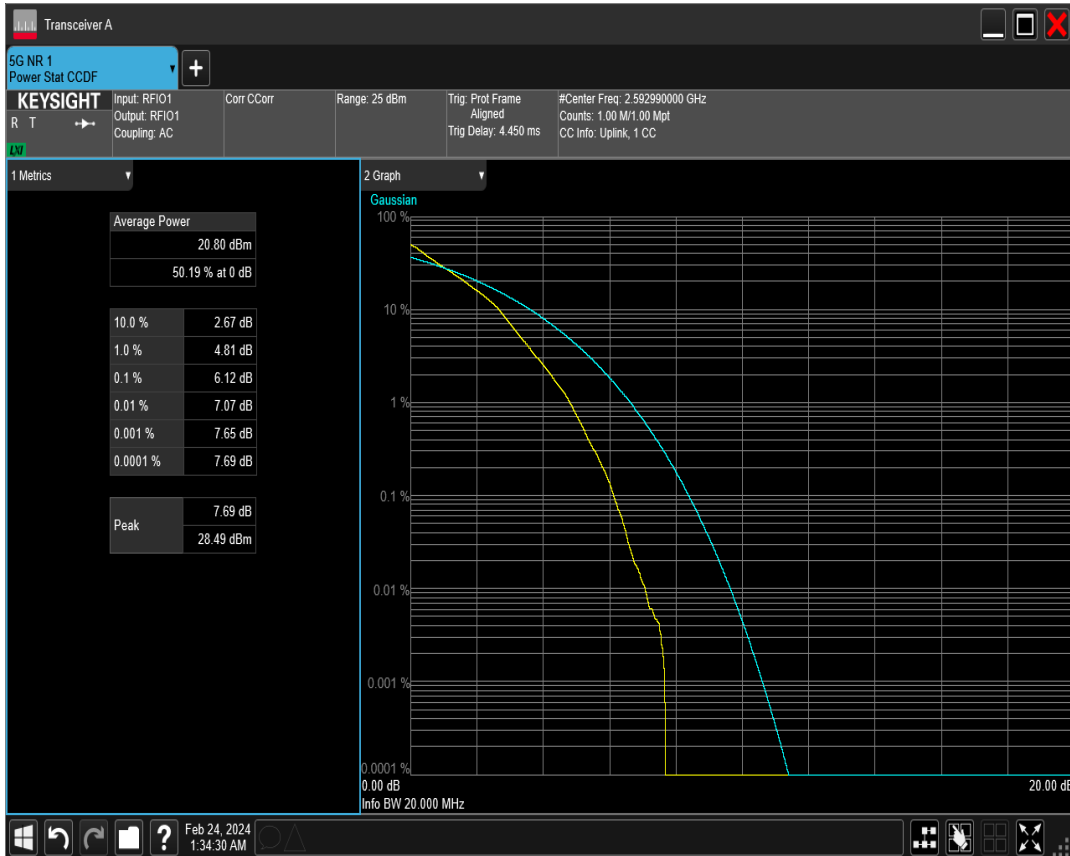 Transceiver A
5G NR 1
Power Stat CCDF
KEYSIGHT
R T
LXI
Input: RFIO1
Output: RFIO1
Coupling: AC
Corr CCorr
Range: 25 dBm
Trig: Prot Frame
Aligned
Trig Delay: 4.450 ms
#Center Freq: 2.592990000 GHz
Counts: 1.00 M/1.00 Mpt
CC Info: Uplink, 1 CC
1 Metrics
Average Power
20.80 dBm
50.19 % at 0 dB
10.0 % 2.67 dB
1.0 % 4.81 dB
0.1 % 6.12 dB
0.01 % 7.07 dB
0.001 % 7.65 dB
0.0001 % 7.69 dB
Peak 7.69 dB
28.49 dBm
2 Graph
Gaussian
100 %
10 %
1 %
0.1 %
0.01 %
0.001 %
0.0001 %
0.00 dB 20.00 dB
Info BW 20.000 MHz
?
Feb 24, 2024
1:34:30 AM